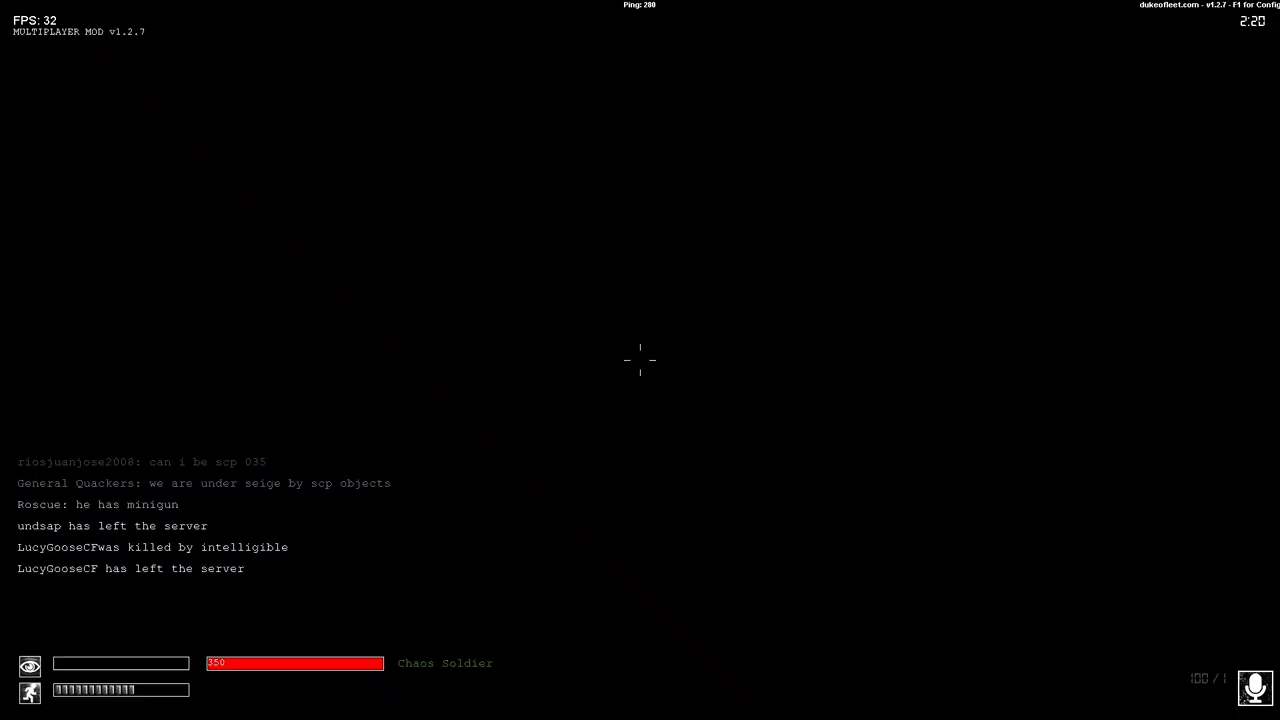 Ping: 280
dukeofleet.com - v1.2.7 - F1 for Config
FPS: 32
2:20
MULTIPLAYER MOD v1.2.7
riosjuanjose2008: can i be scp 035
General Quackers: we are under seige by scp objects
Roscue: he has minigun
undsap has left the server
LucyGooseCFwas killed by intelligible
LucyGooseCF has left the server
350
Chaos Soldier
100 / 1